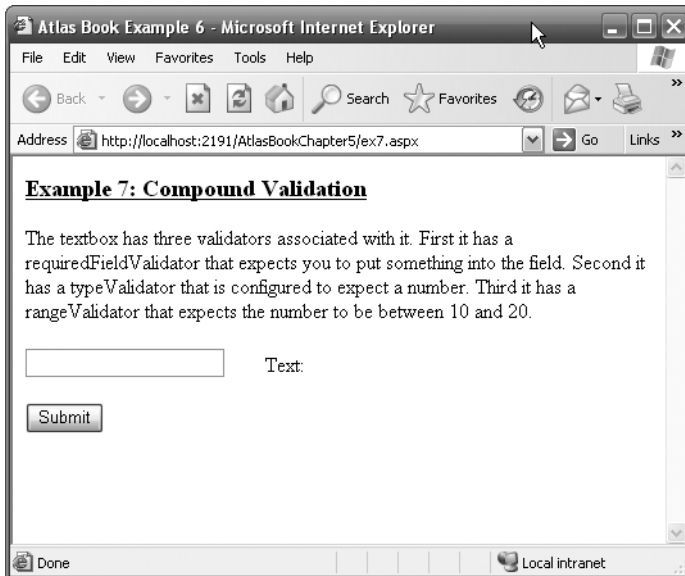 Atlas Book Example 6 - Microsoft Internet Explorer
File Edit View Favorites Tools Help
Back Search Favorites »
Address http://localhost:2191/AtlasBookChapter5/ex7.aspx Go Links »
Example 7: Compound Validation
The textbox has three validators associated with it. First it has a
requiredFieldValidator that expects you to put something into the field. Second it
has a typeValidator that is configured to expect a number. Third it has a
rangeValidator that expects the number to be between 10 and 20.
Text:
Submit
Done Local intranet